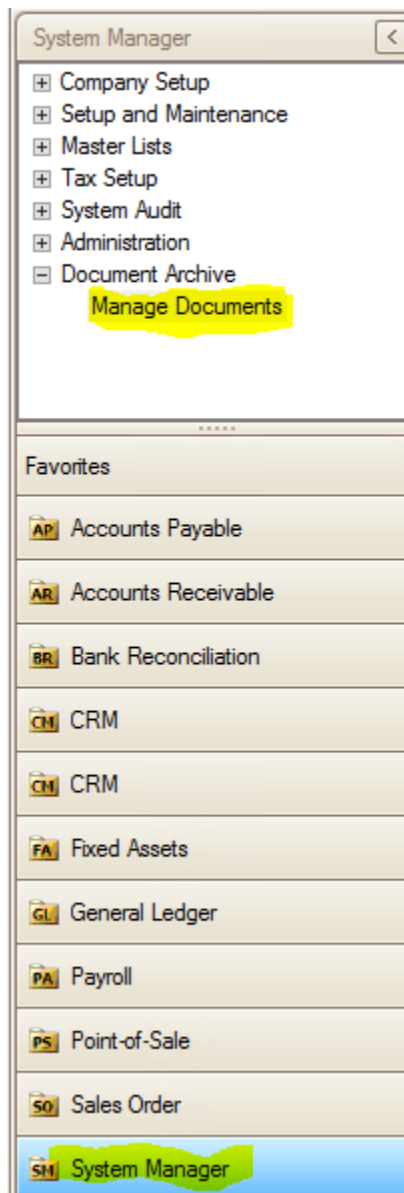 System Manager <
Company Setup
Setup and Maintenance
Master Lists
Tax Setup
System Audit
Administration
Document Archive
Manage Documents
Favorites
AP Accounts Payable
AR Accounts Receivable
BR Bank Reconciliation
CM CRM
CM CRM
FA Fixed Assets
GL General Ledger
PA Payroll
PS Point-of-Sale
SO Sales Order
SM System Manager